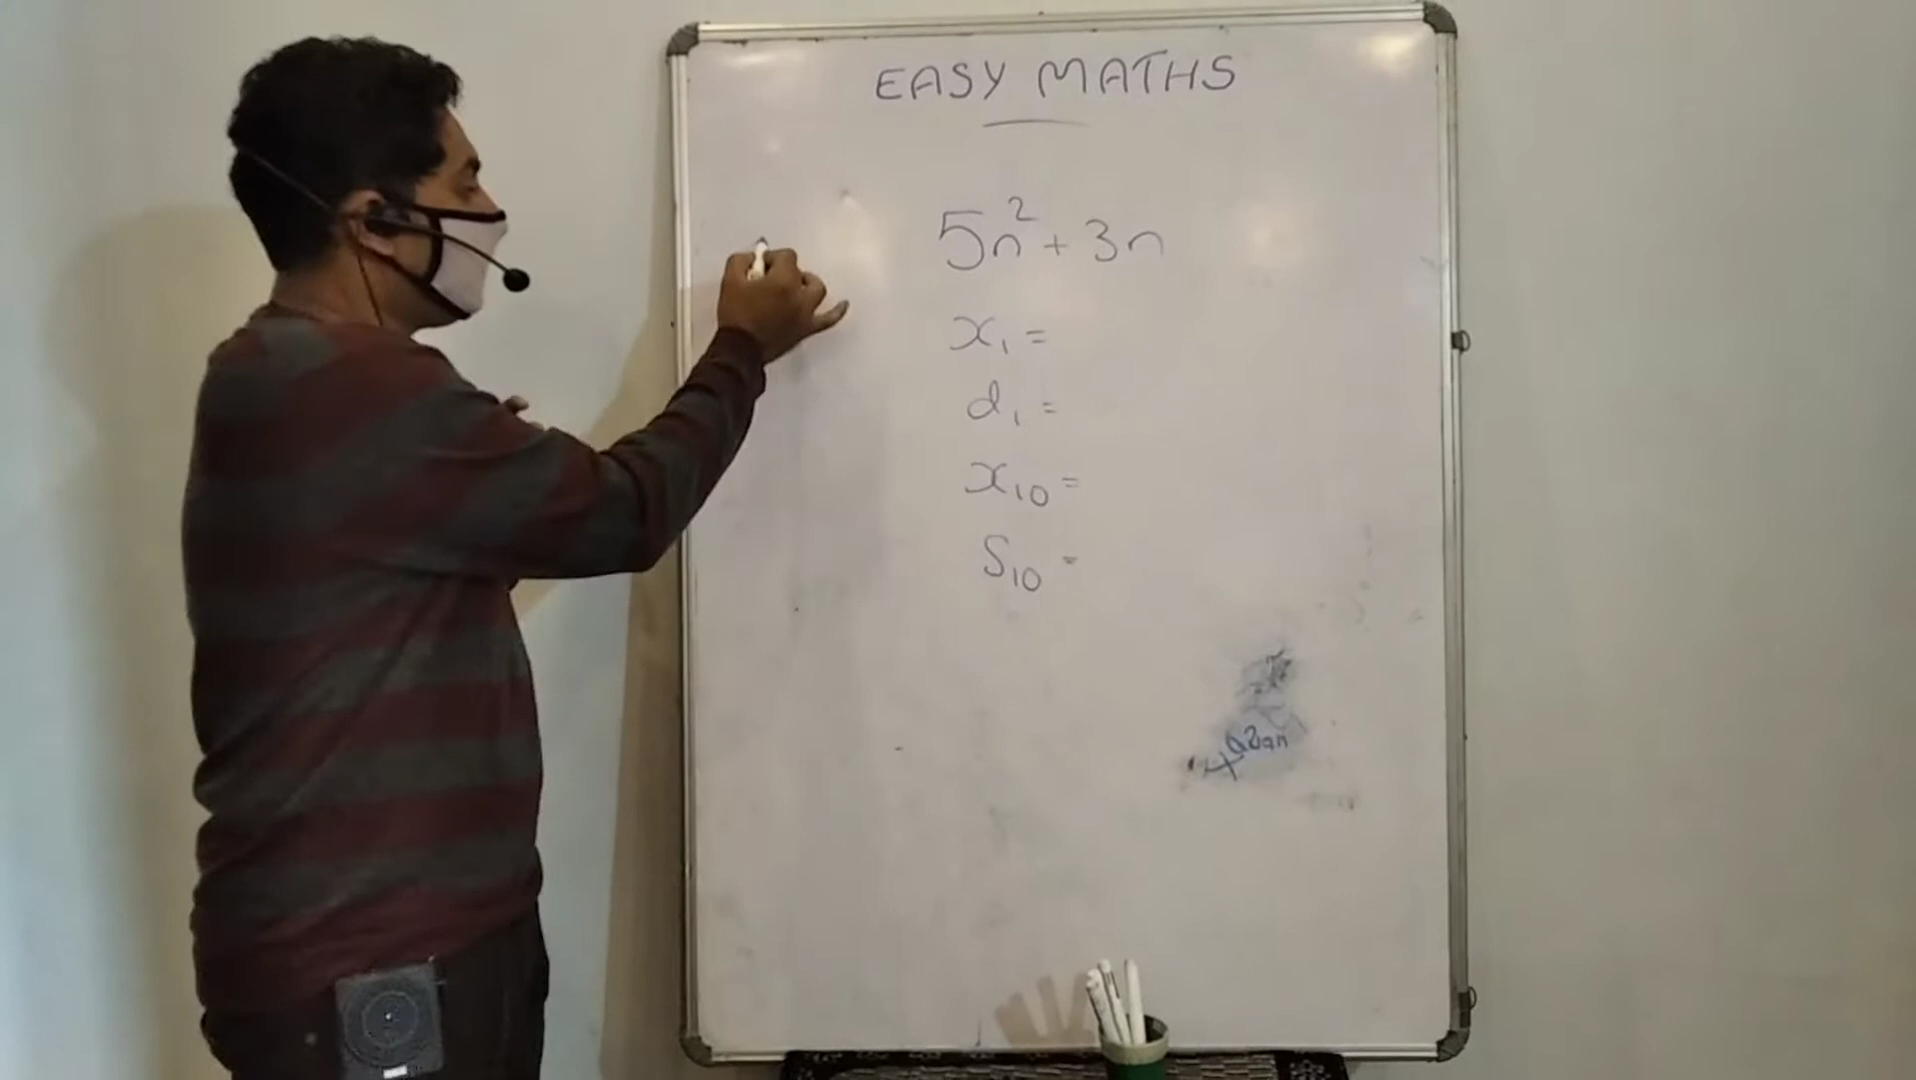 EASY MATHS
5n² + 3n
x₁ =
d₁ =
x₁₀ =
S₁₀ =